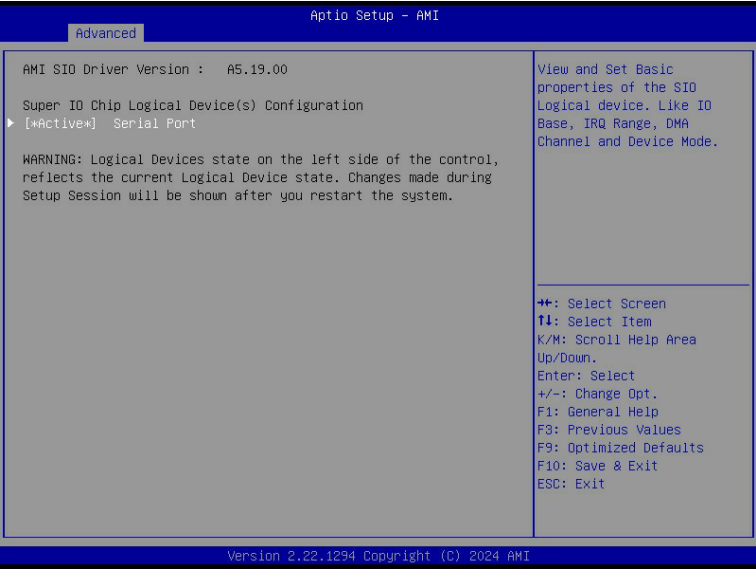 Aptio Setup – AMI
Advanced
AMI SIO Driver Version : A5.19.00
Super IO Chip Logical Device(s) Configuration
▶ [*Active*] Serial Port
WARNING: Logical Devices state on the left side of the control,
reflects the current Logical Device state. Changes made during
Setup Session will be shown after you restart the system.
View and Set Basic
properties of the SIO
Logical device. Like IO
Base, IRQ Range, DMA
Channel and Device Mode.
→←: Select Screen
↑↓: Select Item
K/M: Scroll Help Area
Up/Down.
Enter: Select
+/-: Change Opt.
F1: General Help
F3: Previous Values
F9: Optimized Defaults
F10: Save & Exit
ESC: Exit
Version 2.22.1294 Copyright (C) 2024 AMI